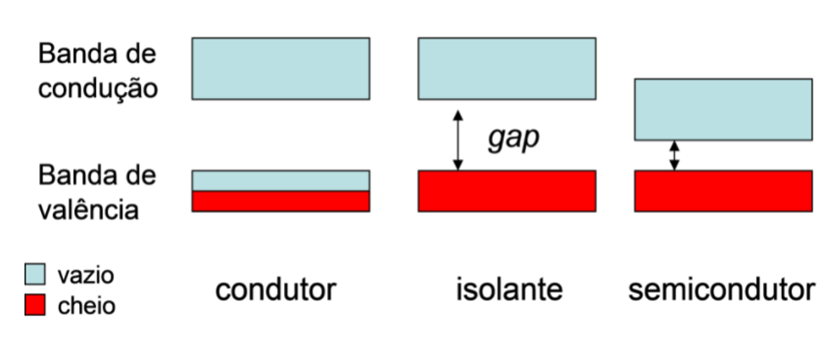 Banda de
condução
gap
Banda de
valência
vazio
cheio
condutor
isolante
semicondutor